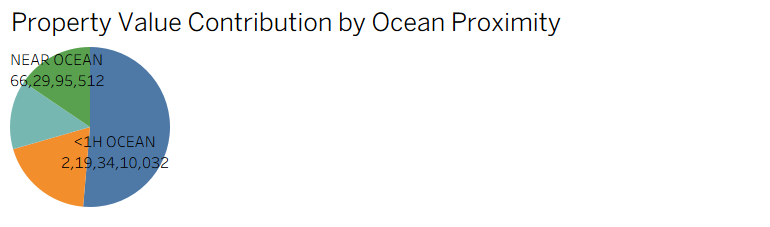 Property Value Contribution by Ocean Proximity
NEAR OCEAN
66,29,95,512
<1H OCEAN
2,19,34,10,032